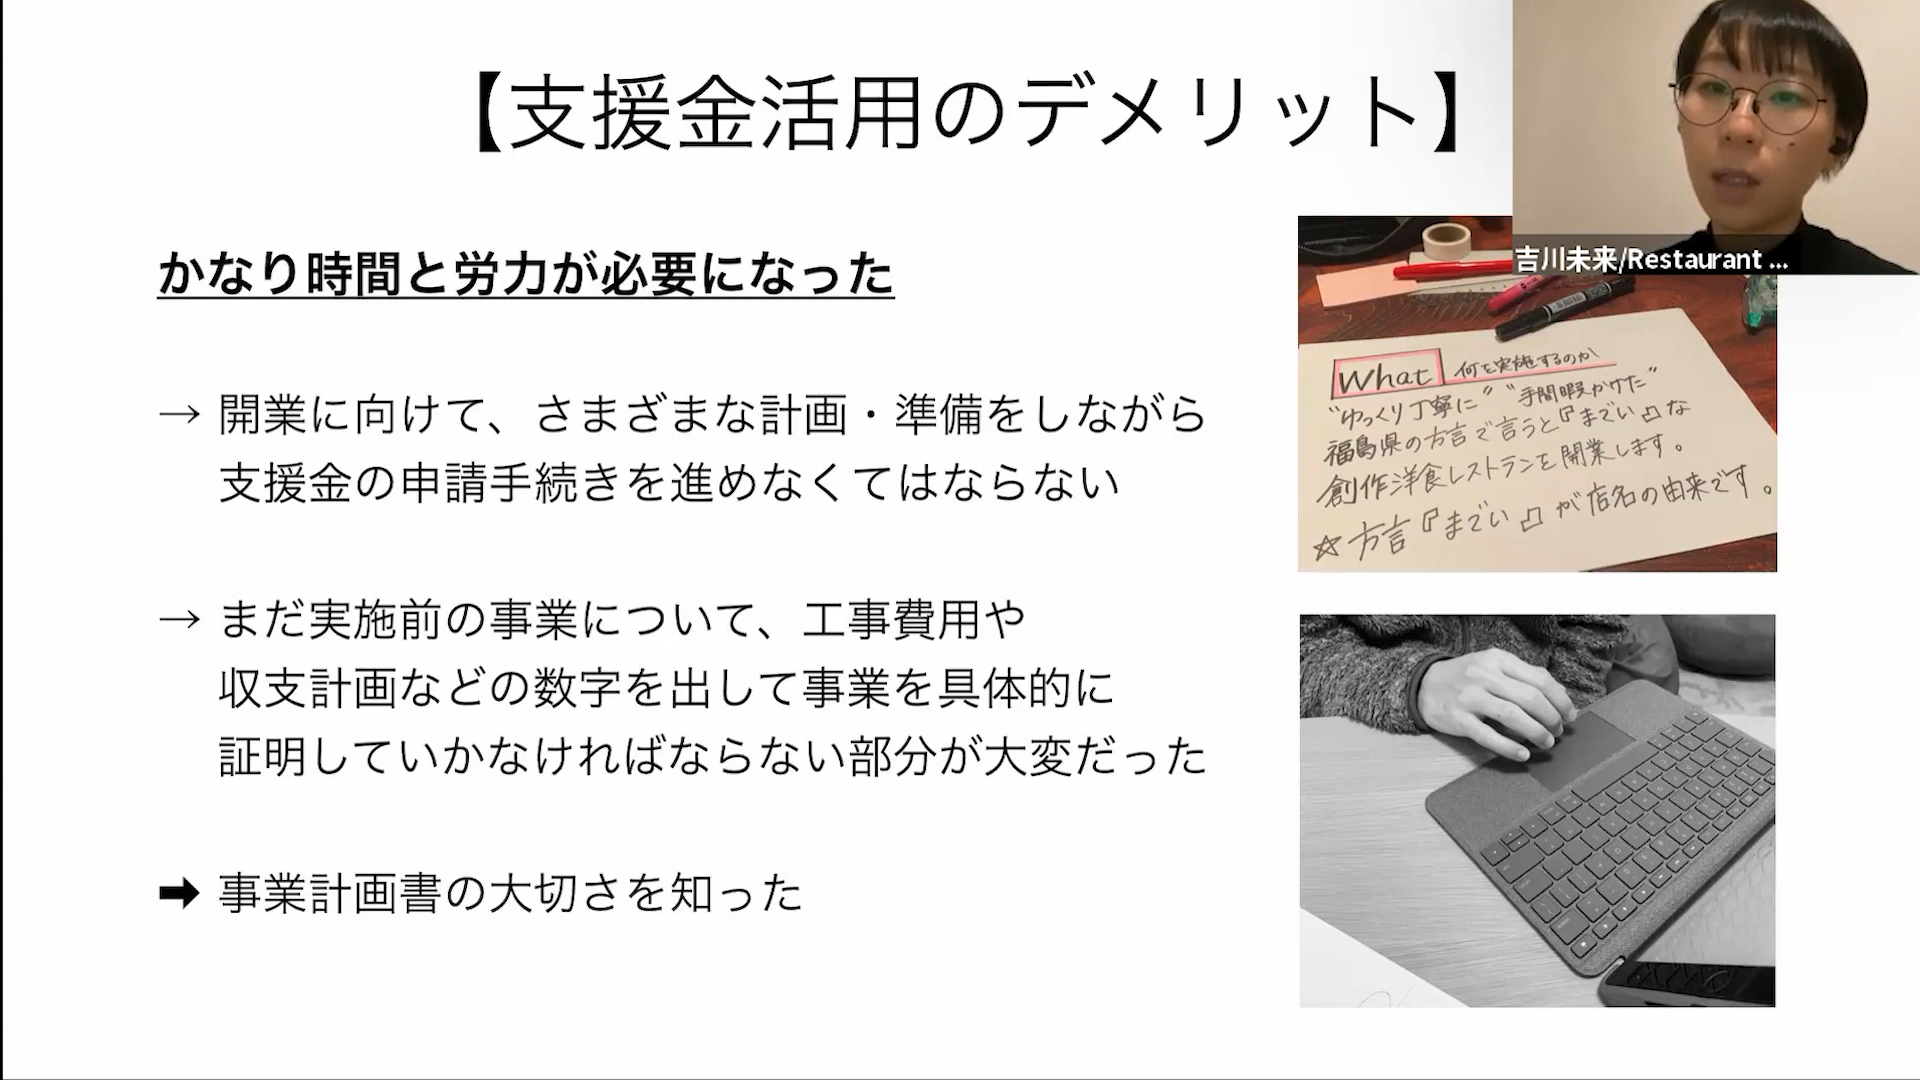 【支援金活用のデメリット】
かなり時間と労力が必要になった
→ 開業に向けて、さまざまな計画・準備をしながら
支援金の申請手続きを進めなくてはならない
→ まだ実施前の事業について、工事費用や
収支計画などの数字を出して事業を具体的に
証明していかなければならない部分が大変だった
➡ 事業計画書の大切さを知った
吉川未来/Restaurant ...
What 何を実施するのか
“ゆっくり丁寧に” “手間暇かけた”
福島県の方言で言うと『までい』な
創作洋食レストランを開業します。
☆方言『までい』が店名の由来です。